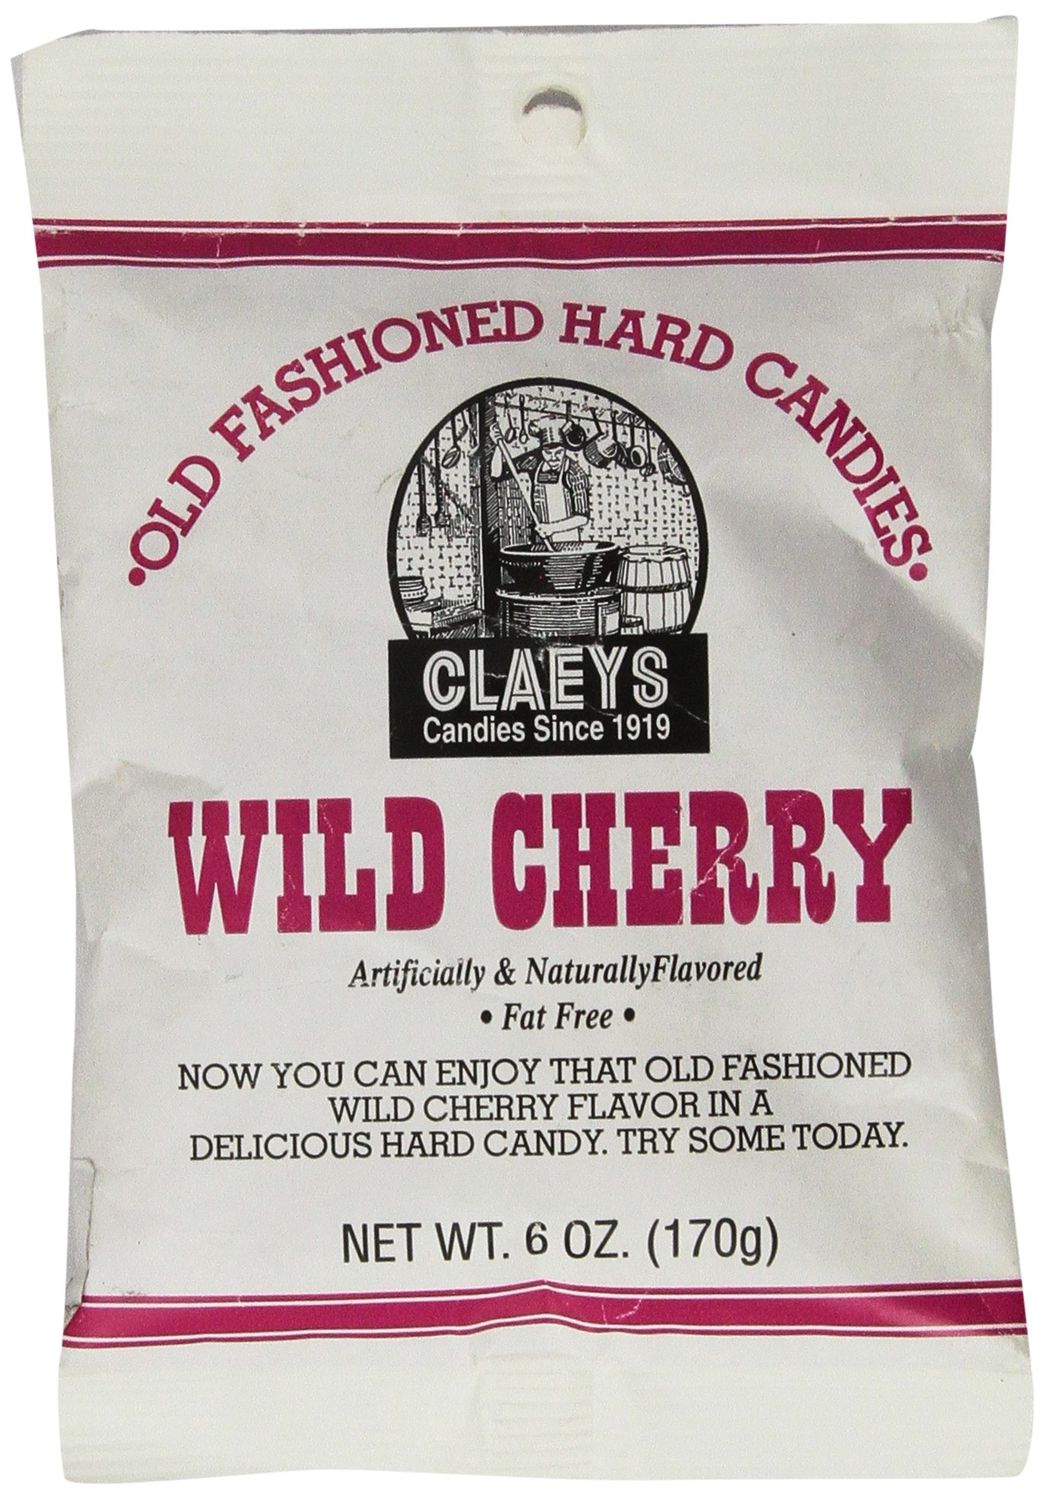 •OLD FASHIONED HARD CANDIES•
CLAEYS
Candies Since 1919
WILD CHERRY
Artificially & NaturallyFlavored
• Fat Free •
NOW YOU CAN ENJOY THAT OLD FASHIONED
WILD CHERRY FLAVOR IN A
DELICIOUS HARD CANDY. TRY SOME TODAY.
NET WT. 6 OZ. (170g)